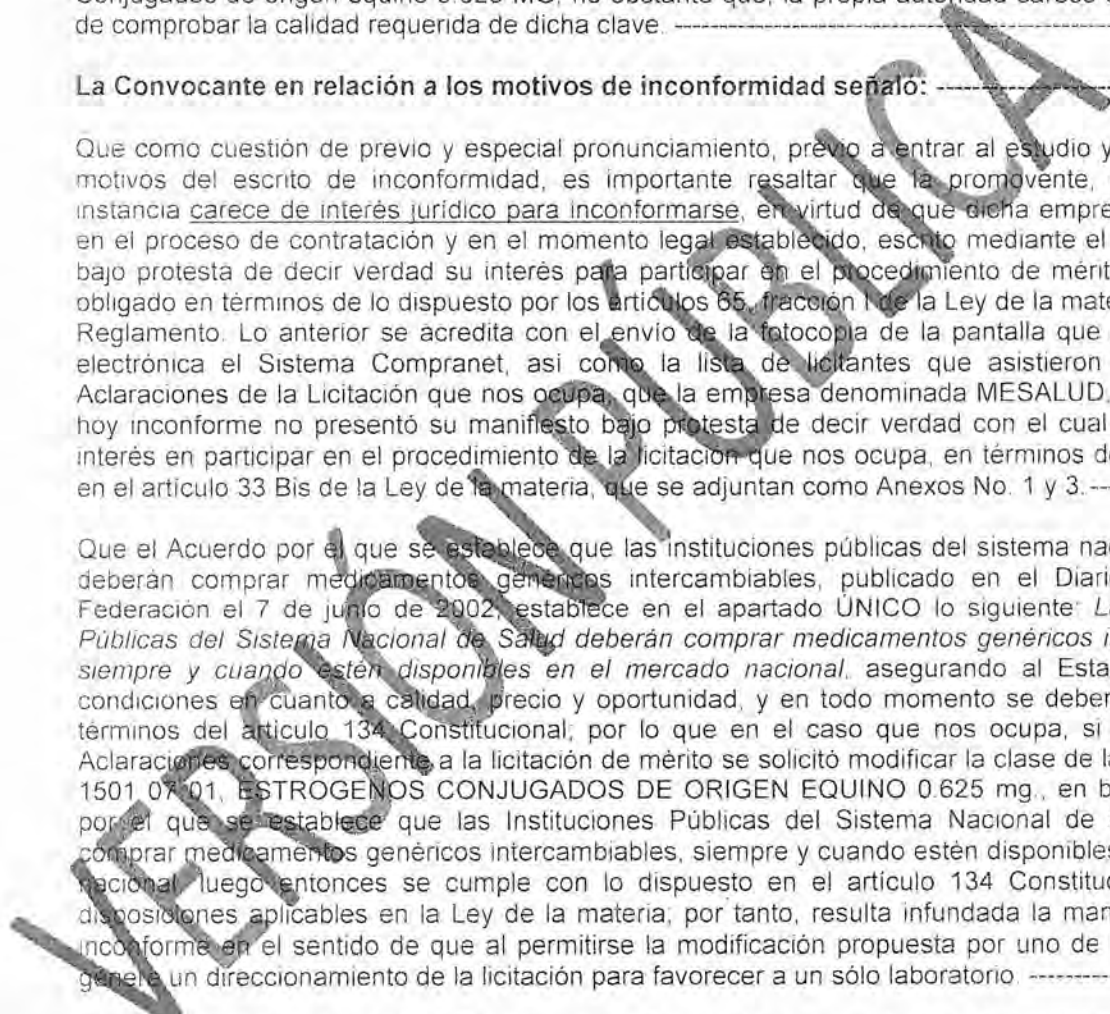 Conjugados de origen equino 0.625 MG, no obstante que, la propia autoridad carece
de comprobar la calidad requerida de dicha clave. ----------
La Convocante en relación a los motivos de inconformidad señaló: ----------
Que como cuestión de previo y especial pronunciamiento, previo a entrar al estudio y
motivos del escrito de inconformidad, es importante resaltar que la promovente,
instancia carece de interés jurídico para inconformarse, en virtud de que dicha empre
en el proceso de contratación y en el momento legal establecido, escrito mediante el
bajo protesta de decir verdad su interés para participar en el procedimiento de mérit
obligado en términos de lo dispuesto por los artículos 65, fracción I de la Ley de la mate
Reglamento. Lo anterior se acredita con el envío de la fotocopia de la pantalla que
electrónica el Sistema Compranet, así como la lista de licitantes que asistieron
Aclaraciones de la Licitación que nos ocupa, que la empresa denominada MESALUD,
hoy inconforme no presentó su manifiesto bajo protesta de decir verdad con el cual
interés en participar en el procedimiento de la licitación que nos ocupa, en términos d
en el artículo 33 Bis de la Ley de la materia, que se adjuntan como Anexos No. 1 y 3.--
Que el Acuerdo por el que se establece que las instituciones públicas del sistema na
deberán comprar medicamentos genéricos intercambiables, publicado en el Diari
Federación el 7 de junio de 2002, establece en el apartado ÚNICO lo siguiente: L
Públicas del Sistema Nacional de Salud deberán comprar medicamentos genéricos i
siempre y cuando estén disponibles en el mercado nacional, asegurando al Esta
condiciones en cuanto a calidad, precio y oportunidad, y en todo momento se deber
términos del artículo 134 Constitucional; por lo que en el caso que nos ocupa, si
Aclaraciones correspondiente a la licitación de mérito se solicitó modificar la clase de l
1501 07 01, ESTROGENOS CONJUGADOS DE ORIGEN EQUINO 0.625 mg., en b
por el que se establece que las Instituciones Públicas del Sistema Nacional de
comprar medicamentos genéricos intercambiables, siempre y cuando estén disponibles
nacional, luego entonces se cumple con lo dispuesto en el artículo 134 Constituc
disposiciones aplicables en la Ley de la materia; por tanto, resulta infundada la man
inconforme en el sentido de que al permitirse la modificación propuesta por uno de
genere un direccionamiento de la licitación para favorecer a un sólo laboratorio. ---------
VERSIÓN PÚBLICA